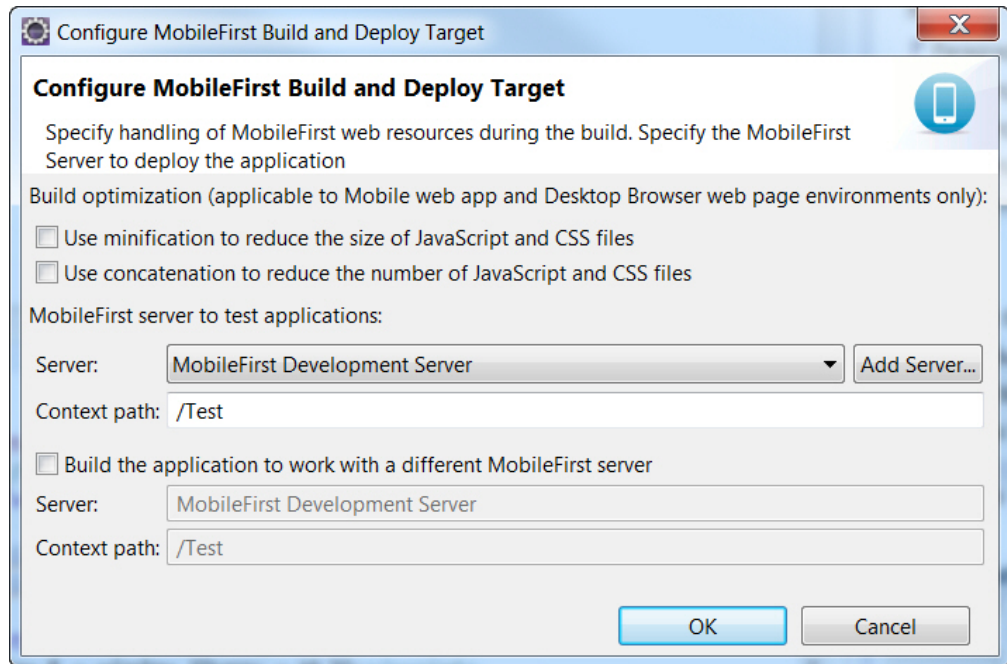 Configure MobileFirst Build and Deploy Target
Configure MobileFirst Build and Deploy Target
Specify handling of MobileFirst web resources during the build. Specify the MobileFirst
Server to deploy the application
Build optimization (applicable to Mobile web app and Desktop Browser web page environments only):
Use minification to reduce the size of JavaScript and CSS files
Use concatenation to reduce the number of JavaScript and CSS files
MobileFirst server to test applications:
Server: MobileFirst Development Server Add Server...
Context path: /Test
Build the application to work with a different MobileFirst server
Server: MobileFirst Development Server
Context path: /Test
OK Cancel